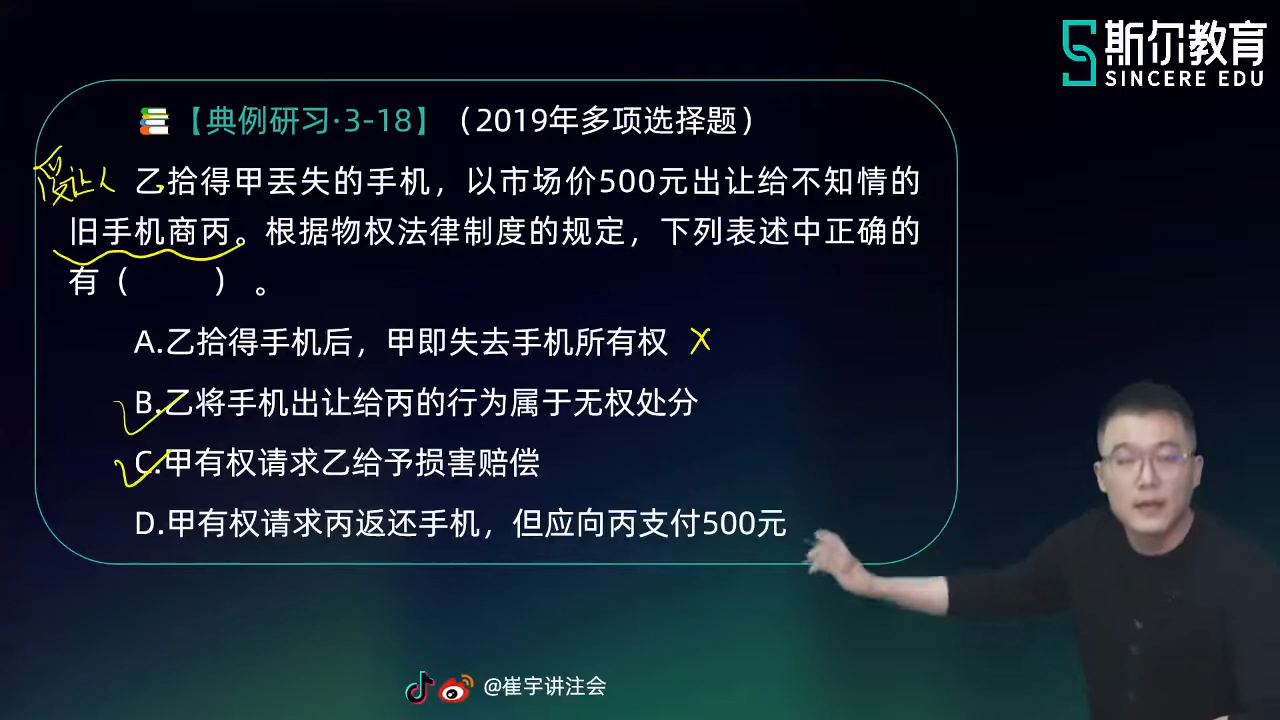 斯尔教育
SINCERE EDU
【典例研习·3-18】（2019年多项选择题）
受让人
乙拾得甲丢失的手机，以市场价500元出让给不知情的
旧手机商丙。根据物权法律制度的规定，下列表述中正确的
有（ ）。
A.乙拾得手机后，甲即失去手机所有权 X
B.乙将手机出让给丙的行为属于无权处分
C.甲有权请求乙给予损害赔偿
D.甲有权请求丙返还手机，但应向丙支付500元
@崔宇讲注会